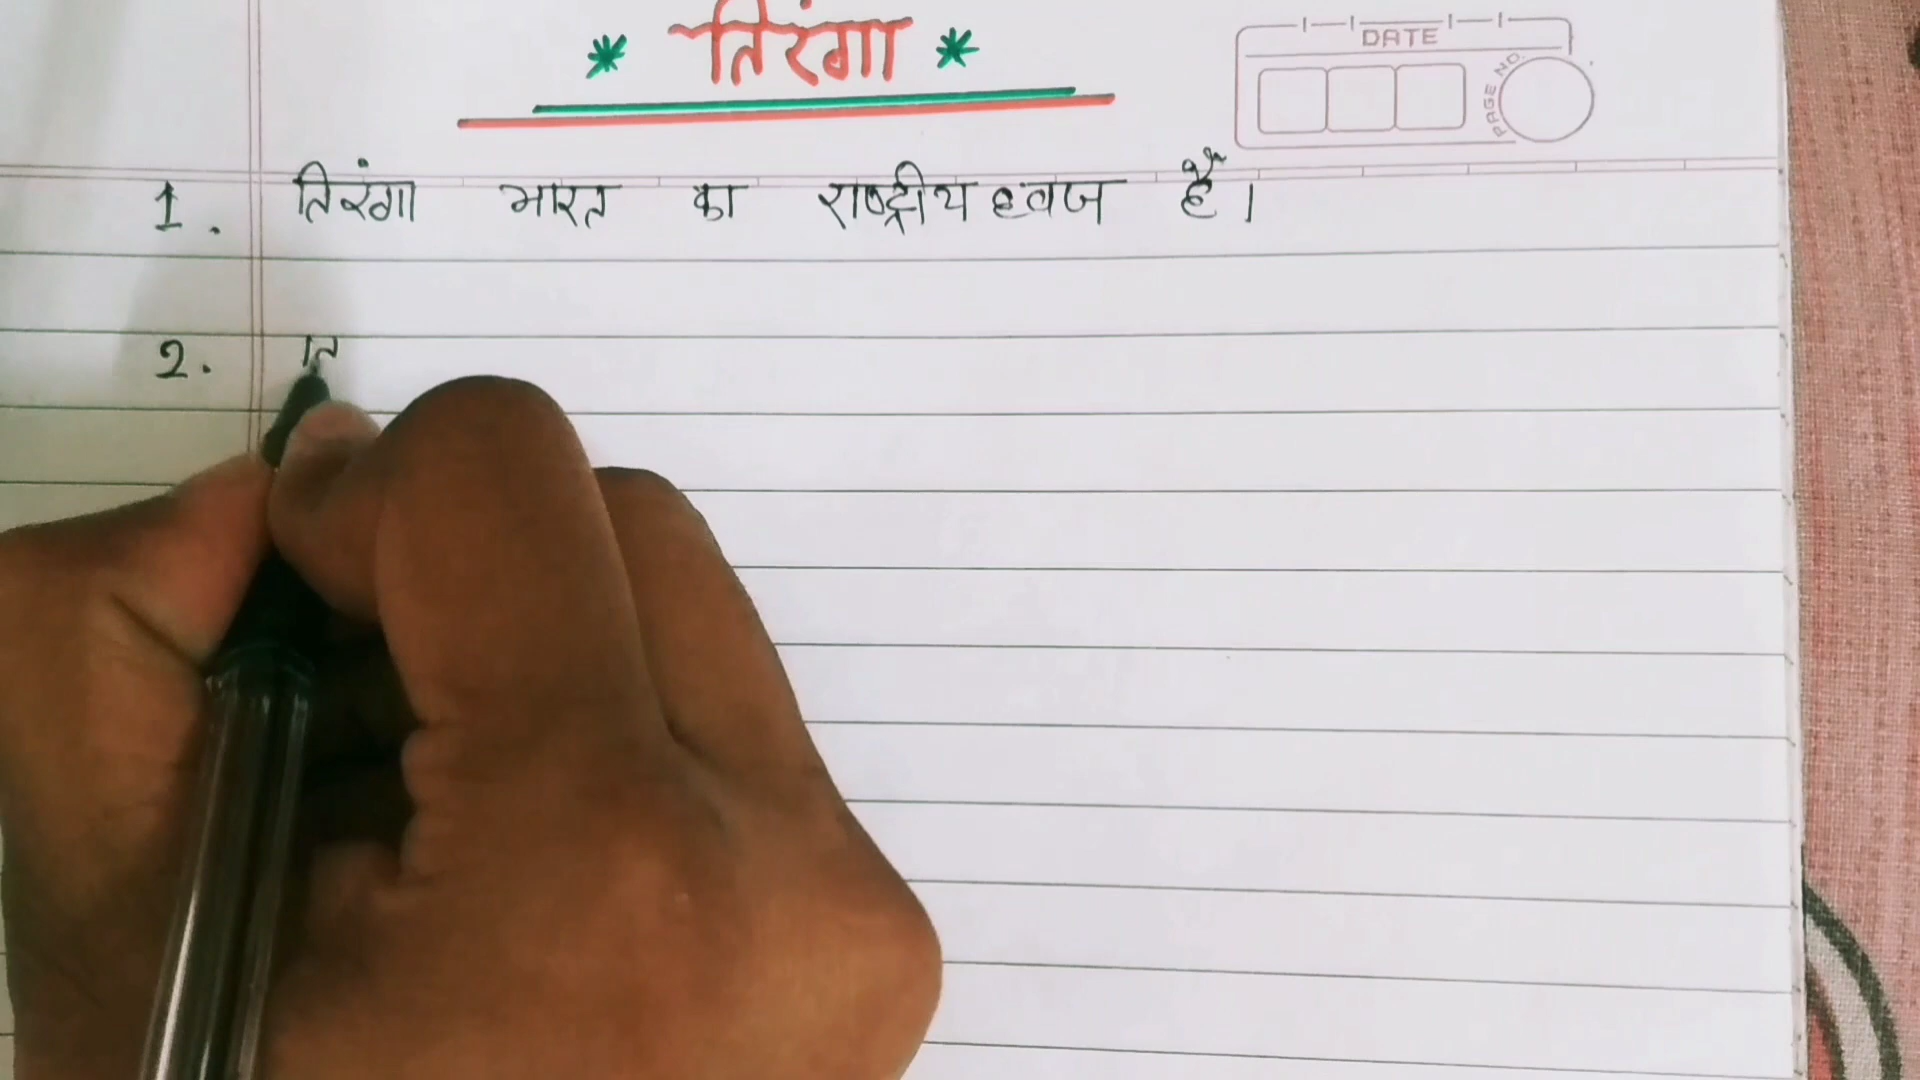 * तिरंगा *
DATE
PAGE NO.
1. तिरंगा भारत का राष्ट्रीय ध्वज है।
2. ति